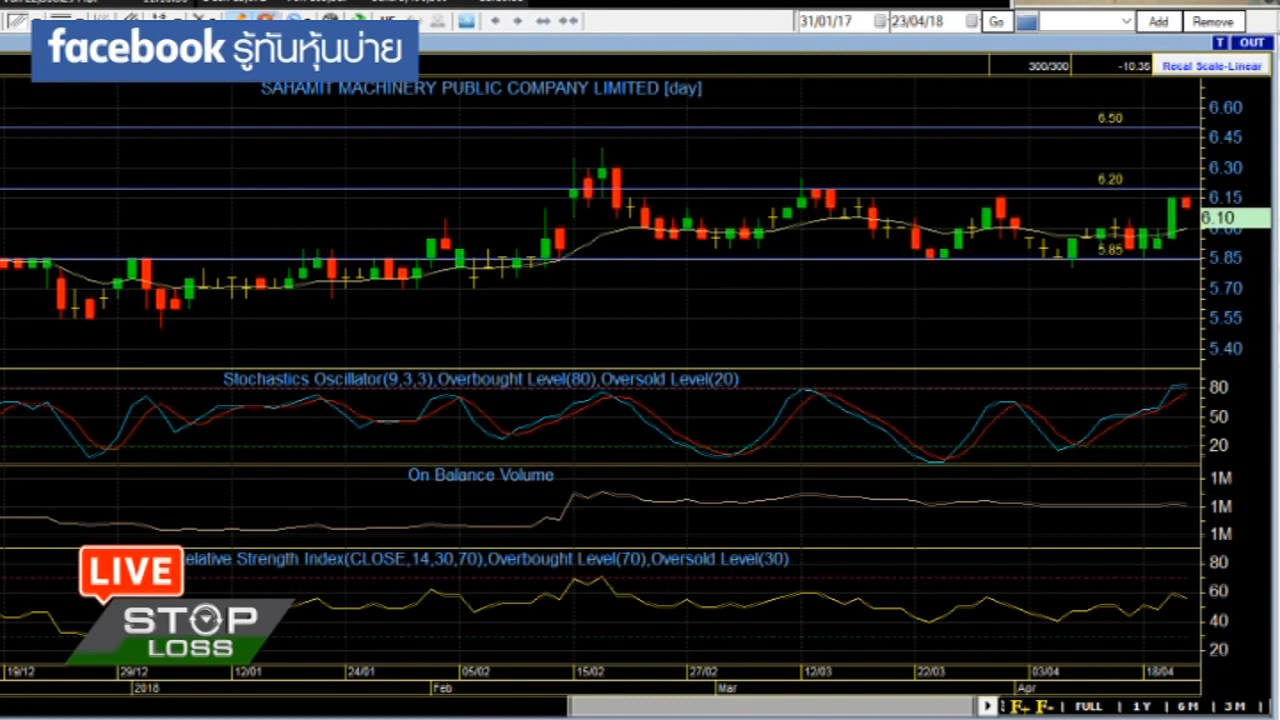 31/01/17 23/04/18 Go Add Remove
facebook รู้ทันหุ้นบ่าย
T OUT
300/300 -10.35 Recal Scale-Linear
SAHAMIT MACHINERY PUBLIC COMPANY LIMITED [day]
6.60
6.50
6.45
6.30
6.20
6.15
6.10
6.00
5.85
5.85
5.70
5.55
5.40
Stochastics Oscillator(9,3,3),Overbought Level(80),Oversold Level(20)
80
50
20
On Balance Volume
1M
1M
1M
elative Strength Index(CLOSE,14,30,70),Overbought Level(70),Oversold Level(30)
80
60
40
20
LIVE
STOP
LOSS
19/12 29/12 12/01 24/01 05/02 15/02 27/02 12/03 22/03 03/04 18/04
2018 Feb Mar Apr
F+ F- FULL 1Y 6M 3M